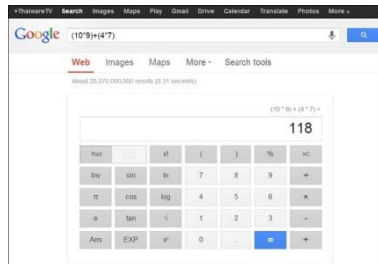 +ThaiwareTV Search Images Maps Play Gmail Drive Calendar Translate Photos More
Google (10*9)+(4*7)
Web Images Maps More Search tools
About 25,270,000,000 results (0.31 seconds)
(10 * 9) + (4 * 7) =
118
Rad x! ( ) % AC
Inv sin ln 7 8 9 ÷
π cos log 4 5 6 ×
e tan √ 1 2 3 -
Ans EXP xʸ 0 . = +